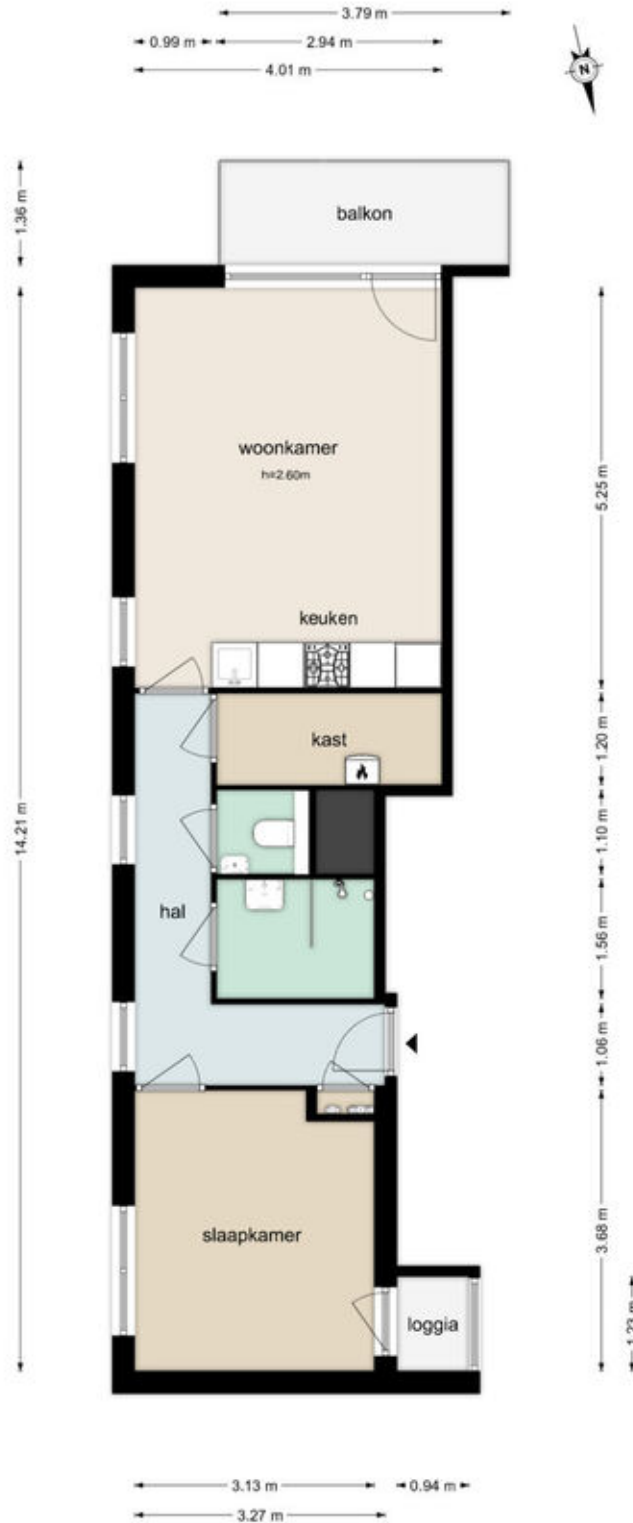 3.79 m
0.99 m
2.94 m
4.01 m
N
1.36 m
balkon
woonkamer
h=2.60m
5.25 m
keuken
kast
1.20 m
14.21 m
1.10 m
hal
1.56 m
1.06 m
slaapkamer
3.68 m
loggia
1.23 m
3.13 m
0.94 m
3.27 m